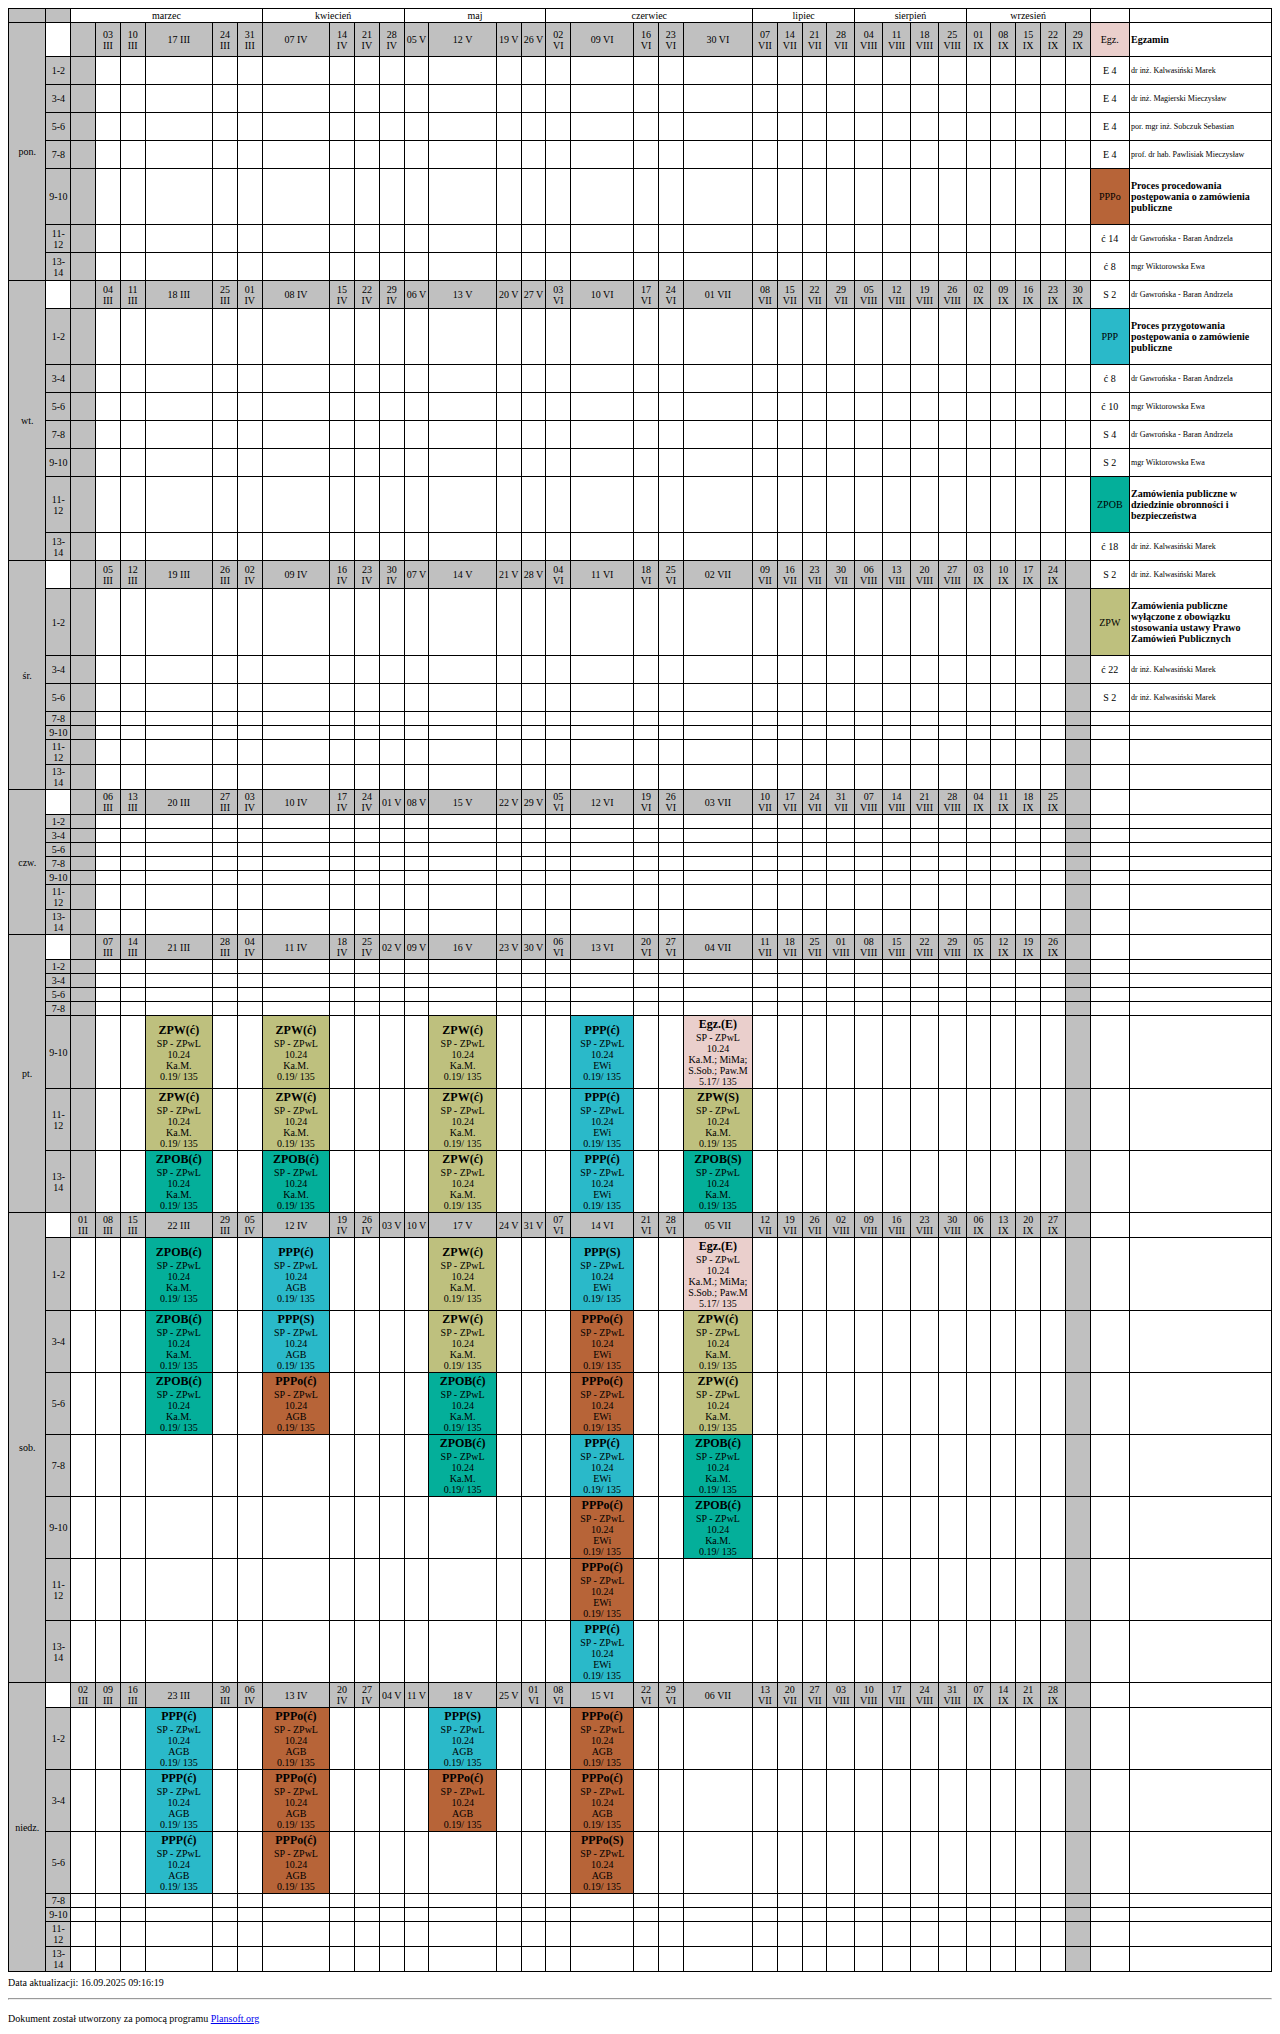 marzec kwiecień maj czerwiec lipiec sierpień wrzesień
pon. 03 III 10 III 17 III 24 III 31 III 07 IV 14 IV 21 IV 28 IV 05 V 12 V 19 V 26 V 02 VI 09 VI 16 VI 23 VI 30 VI 07 VII 14 VII 21 VII 28 VII 04 VIII 11 VIII 18 VIII 25 VIII 01 IX 08 IX 15 IX 22 IX 29 IX Egz. Egzamin
1-2 E 4 dr inż. Kalwasiński Marek
3-4 E 4 dr inż. Magierski Mieczysław
5-6 E 4 por. mgr inż. Sobczuk Sebastian
7-8 E 4 prof. dr hab. Pawlisiak Mieczysław
9-10 PPPo Proces procedowania postępowania o zamówienia publiczne
11-12 ć 14 dr Gawrońska - Baran Andrzela
13-14 ć 8 mgr Wiktorowska Ewa
wt. 04 III 11 III 18 III 25 III 01 IV 08 IV 15 IV 22 IV 29 IV 06 V 13 V 20 V 27 V 03 VI 10 VI 17 VI 24 VI 01 VII 08 VII 15 VII 22 VII 29 VII 05 VIII 12 VIII 19 VIII 26 VIII 02 IX 09 IX 16 IX 23 IX 30 IX S 2 dr Gawrońska - Baran Andrzela
1-2 PPP Proces przygotowania postępowania o zamówienie publiczne
3-4 ć 8 dr Gawrońska - Baran Andrzela
5-6 ć 10 mgr Wiktorowska Ewa
7-8 S 4 dr Gawrońska - Baran Andrzela
9-10 S 2 mgr Wiktorowska Ewa
11-12 ZPOB Zamówienia publiczne w dziedzinie obronności i bezpieczeństwa
13-14 ć 18 dr inż. Kalwasiński Marek
śr. 05 III 12 III 19 III 26 III 02 IV 09 IV 16 IV 23 IV 30 IV 07 V 14 V 21 V 28 V 04 VI 11 VI 18 VI 25 VI 02 VII 09 VII 16 VII 23 VII 30 VII 06 VIII 13 VIII 20 VIII 27 VIII 03 IX 10 IX 17 IX 24 IX S 2 dr inż. Kalwasiński Marek
1-2 ZPW Zamówienia publiczne wyłączone z obowiązku stosowania ustawy Prawo Zamówień Publicznych
3-4 ć 22 dr inż. Kalwasiński Marek
5-6 S 2 dr inż. Kalwasiński Marek
7-8
9-10
11-12
13-14
czw. 06 III 13 III 20 III 27 III 03 IV 10 IV 17 IV 24 IV 01 V 08 V 15 V 22 V 29 V 05 VI 12 VI 19 VI 26 VI 03 VII 10 VII 17 VII 24 VII 31 VII 07 VIII 14 VIII 21 VIII 28 VIII 04 IX 11 IX 18 IX 25 IX
1-2
3-4
5-6
7-8
9-10
11-12
13-14
pt. 07 III 14 III 21 III 28 III 04 IV 11 IV 18 IV 25 IV 02 V 09 V 16 V 23 V 30 V 06 VI 13 VI 20 VI 27 VI 04 VII 11 VII 18 VII 25 VII 01 VIII 08 VIII 15 VIII 22 VIII 29 VIII 05 IX 12 IX 19 IX 26 IX
1-2
3-4
5-6
7-8
9-10 ZPW(ć) SP - ZPwL 10.24 Ka.M. 0.19/ 135 ZPW(ć) SP - ZPwL 10.24 Ka.M. 0.19/ 135 ZPW(ć) SP - ZPwL 10.24 Ka.M. 0.19/ 135 PPP(ć) SP - ZPwL 10.24 EWi 0.19/ 135 Egz.(E) SP - ZPwL 10.24 Ka.M.; MiMa; S.Sob.; Paw.M 5.17/ 135
11-12 ZPW(ć) SP - ZPwL 10.24 Ka.M. 0.19/ 135 ZPW(ć) SP - ZPwL 10.24 Ka.M. 0.19/ 135 ZPW(ć) SP - ZPwL 10.24 Ka.M. 0.19/ 135 PPP(ć) SP - ZPwL 10.24 EWi 0.19/ 135 ZPW(S) SP - ZPwL 10.24 Ka.M. 0.19/ 135
13-14 ZPOB(ć) SP - ZPwL 10.24 Ka.M. 0.19/ 135 ZPOB(ć) SP - ZPwL 10.24 Ka.M. 0.19/ 135 ZPW(ć) SP - ZPwL 10.24 Ka.M. 0.19/ 135 PPP(ć) SP - ZPwL 10.24 EWi 0.19/ 135 ZPOB(S) SP - ZPwL 10.24 Ka.M. 0.19/ 135
sob. 01 III 08 III 15 III 22 III 29 III 05 IV 12 IV 19 IV 26 IV 03 V 10 V 17 V 24 V 31 V 07 VI 14 VI 21 VI 28 VI 05 VII 12 VII 19 VII 26 VII 02 VIII 09 VIII 16 VIII 23 VIII 30 VIII 06 IX 13 IX 20 IX 27 IX
1-2 ZPOB(ć) SP - ZPwL 10.24 Ka.M. 0.19/ 135 PPP(ć) SP - ZPwL 10.24 AGB 0.19/ 135 ZPW(ć) SP - ZPwL 10.24 Ka.M. 0.19/ 135 PPP(S) SP - ZPwL 10.24 EWi 0.19/ 135 Egz.(E) SP - ZPwL 10.24 Ka.M.; MiMa; S.Sob.; Paw.M 5.17/ 135
3-4 ZPOB(ć) SP - ZPwL 10.24 Ka.M. 0.19/ 135 PPP(S) SP - ZPwL 10.24 AGB 0.19/ 135 ZPW(ć) SP - ZPwL 10.24 Ka.M. 0.19/ 135 PPPo(ć) SP - ZPwL 10.24 EWi 0.19/ 135 ZPW(ć) SP - ZPwL 10.24 Ka.M. 0.19/ 135
5-6 ZPOB(ć) SP - ZPwL 10.24 Ka.M. 0.19/ 135 PPPo(ć) SP - ZPwL 10.24 AGB 0.19/ 135 ZPOB(ć) SP - ZPwL 10.24 Ka.M. 0.19/ 135 PPPo(ć) SP - ZPwL 10.24 EWi 0.19/ 135 ZPW(ć) SP - ZPwL 10.24 Ka.M. 0.19/ 135
7-8 ZPOB(ć) SP - ZPwL 10.24 Ka.M. 0.19/ 135 PPP(ć) SP - ZPwL 10.24 EWi 0.19/ 135 ZPOB(ć) SP - ZPwL 10.24 Ka.M. 0.19/ 135
9-10 PPPo(ć) SP - ZPwL 10.24 EWi 0.19/ 135 ZPOB(ć) SP - ZPwL 10.24 Ka.M. 0.19/ 135
11-12 PPPo(ć) SP - ZPwL 10.24 EWi 0.19/ 135
13-14 PPP(ć) SP - ZPwL 10.24 EWi 0.19/ 135
niedz. 02 III 09 III 16 III 23 III 30 III 06 IV 13 IV 20 IV 27 IV 04 V 11 V 18 V 25 V 01 VI 08 VI 15 VI 22 VI 29 VI 06 VII 13 VII 20 VII 27 VII 03 VIII 10 VIII 17 VIII 24 VIII 31 VIII 07 IX 14 IX 21 IX 28 IX
1-2 PPP(ć) SP - ZPwL 10.24 AGB 0.19/ 135 PPPo(ć) SP - ZPwL 10.24 AGB 0.19/ 135 PPP(S) SP - ZPwL 10.24 AGB 0.19/ 135 PPPo(ć) SP - ZPwL 10.24 AGB 0.19/ 135
3-4 PPP(ć) SP - ZPwL 10.24 AGB 0.19/ 135 PPPo(ć) SP - ZPwL 10.24 AGB 0.19/ 135 PPPo(ć) SP - ZPwL 10.24 AGB 0.19/ 135 PPPo(ć) SP - ZPwL 10.24 AGB 0.19/ 135
5-6 PPP(ć) SP - ZPwL 10.24 AGB 0.19/ 135 PPPo(ć) SP - ZPwL 10.24 AGB 0.19/ 135 PPPo(S) SP - ZPwL 10.24 AGB 0.19/ 135
7-8
9-10
11-12
13-14
Data aktualizacji: 16.09.2025 09:16:19
Dokument został utworzony za pomocą programu Plansoft.org